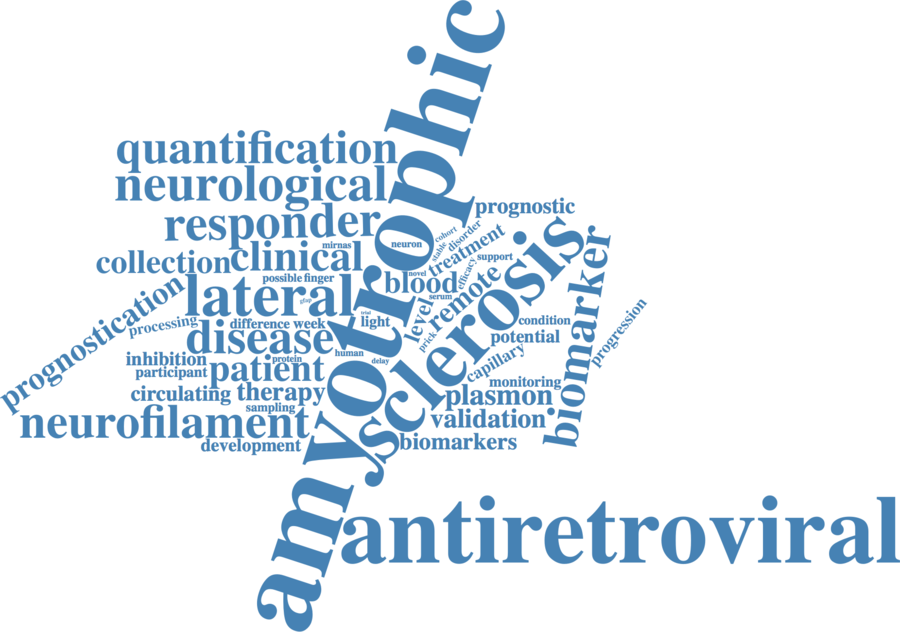 amyotrophic
quantification
neurological
responder
prognostic
sclerosis
cohort
disorder
stable
neuron
mirnas
treatment
biomarker
collection
clinical
support
efficacy
novel
blood
possible finger
remote
prognostication
lateral
gfap
serum
level
trial
light
processing
difference week
condition
progression
disease
prick
potential
human
inhibition
protein
delay
capillary
participant
patient
monitoring
circulating therapy
plasmon
sampling
neurofilament
validation
development
biomarkers
antiretroviral